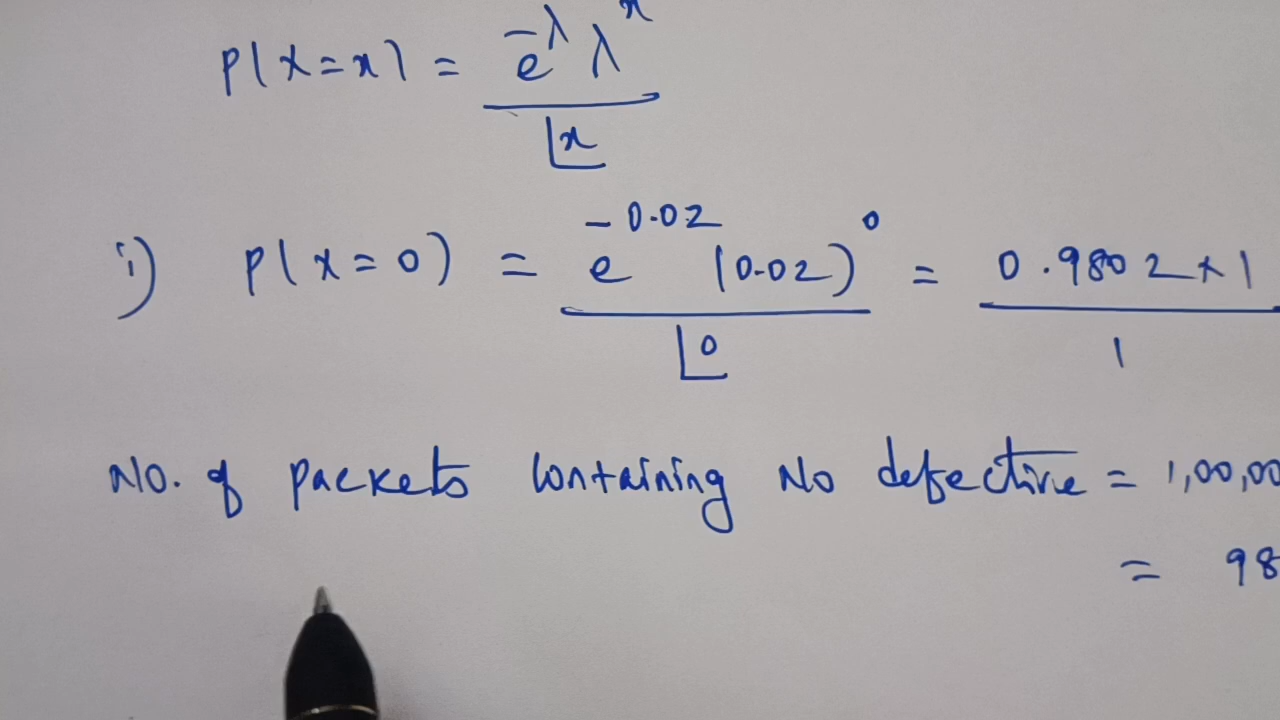 P(X=x) = e^-λ λ^x / ⌊x
i) P(X=0) = e^-0.02 (0.02)^0 / ⌊0 = 0.9802×1 / 1
No. of packets containing No defective = 1,00,00
= 98